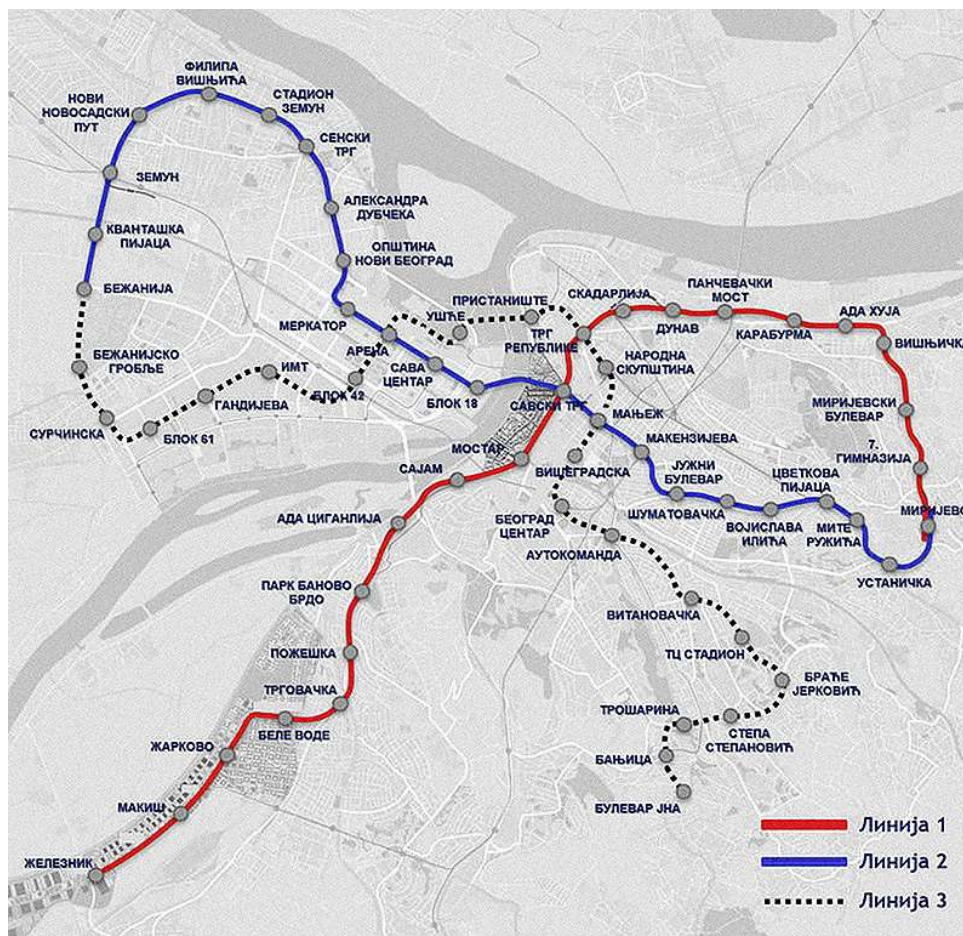 ФИЛИПА
ВИШЊИЋА
НОВИ
НОВОСАДСКИ
ПУТ
СТАДИОН
ЗЕМУН
СЕНСКИ
ТРГ
ЗЕМУН
АЛЕКСАНДРА
ДУБЧЕКА
КВАНТАШКА
ПИЈАЦА
ОПШТИНА
НОВИ БЕОГРАД
БЕЖАНИЈА
МЕРКАТОР
УШЋЕ
ПРИСТАНИШТЕ
СКАДАРЛИЈА
ПАНЧЕВАЧКИ
МОСТ
ДУНАВ
КАРАБУРМА
АДА ХУЈА
ВИШЊИЧКА
ТРГ
РЕПУБЛИКЕ
АРЕНА
САВА
ЦЕНТАР
БЛОК 18
НАРОДНА
СКУПШТИНА
БЕЖАНИЈСКО
ГРОБЉЕ
ИМТ
БЛОК 42
ГАНДИЈЕВА
СУРЧИНСКА
БЛОК 61
САВСКИ ТРГ
МАЊЕЖ
МИРИЈЕВСКИ
БУЛЕВАР
7.
ГИМНАЗИЈА
МОСТАР
САЈАМ
ВИШЕГРАДСКА
МАКЕНЗИЈЕВА
ЈУЖНИ
БУЛЕВАР
ЦВЕТКОВА
ПИЈАЦА
ШУМАТОВАЧКА
ВОЈИСЛАВА
ИЛИЋА
МИТЕ
РУЖИЋА
МИРИЈЕВО
УСТАНИЧКА
АДА ЦИГАНЛИЈА
БЕОГРАД
ЦЕНТАР
АУТОКОМАНДА
ПАРК БАНОВО
БРДО
ВИТАНОВАЧКА
ПОЖЕШКА
ТЦ СТАДИОН
БРАЋЕ
ЈЕРКОВИЋ
ТРГОВАЧКА
БЕЛЕ ВОДЕ
ТРОШАРИНА
СТЕПА
СТЕПАНОВИЋ
ЖАРКОВО
БАЊИЦА
БУЛЕВАР ЈНА
МАКИШ
ЖЕЛЕЗНИК
Линија 1
Линија 2
Линија 3